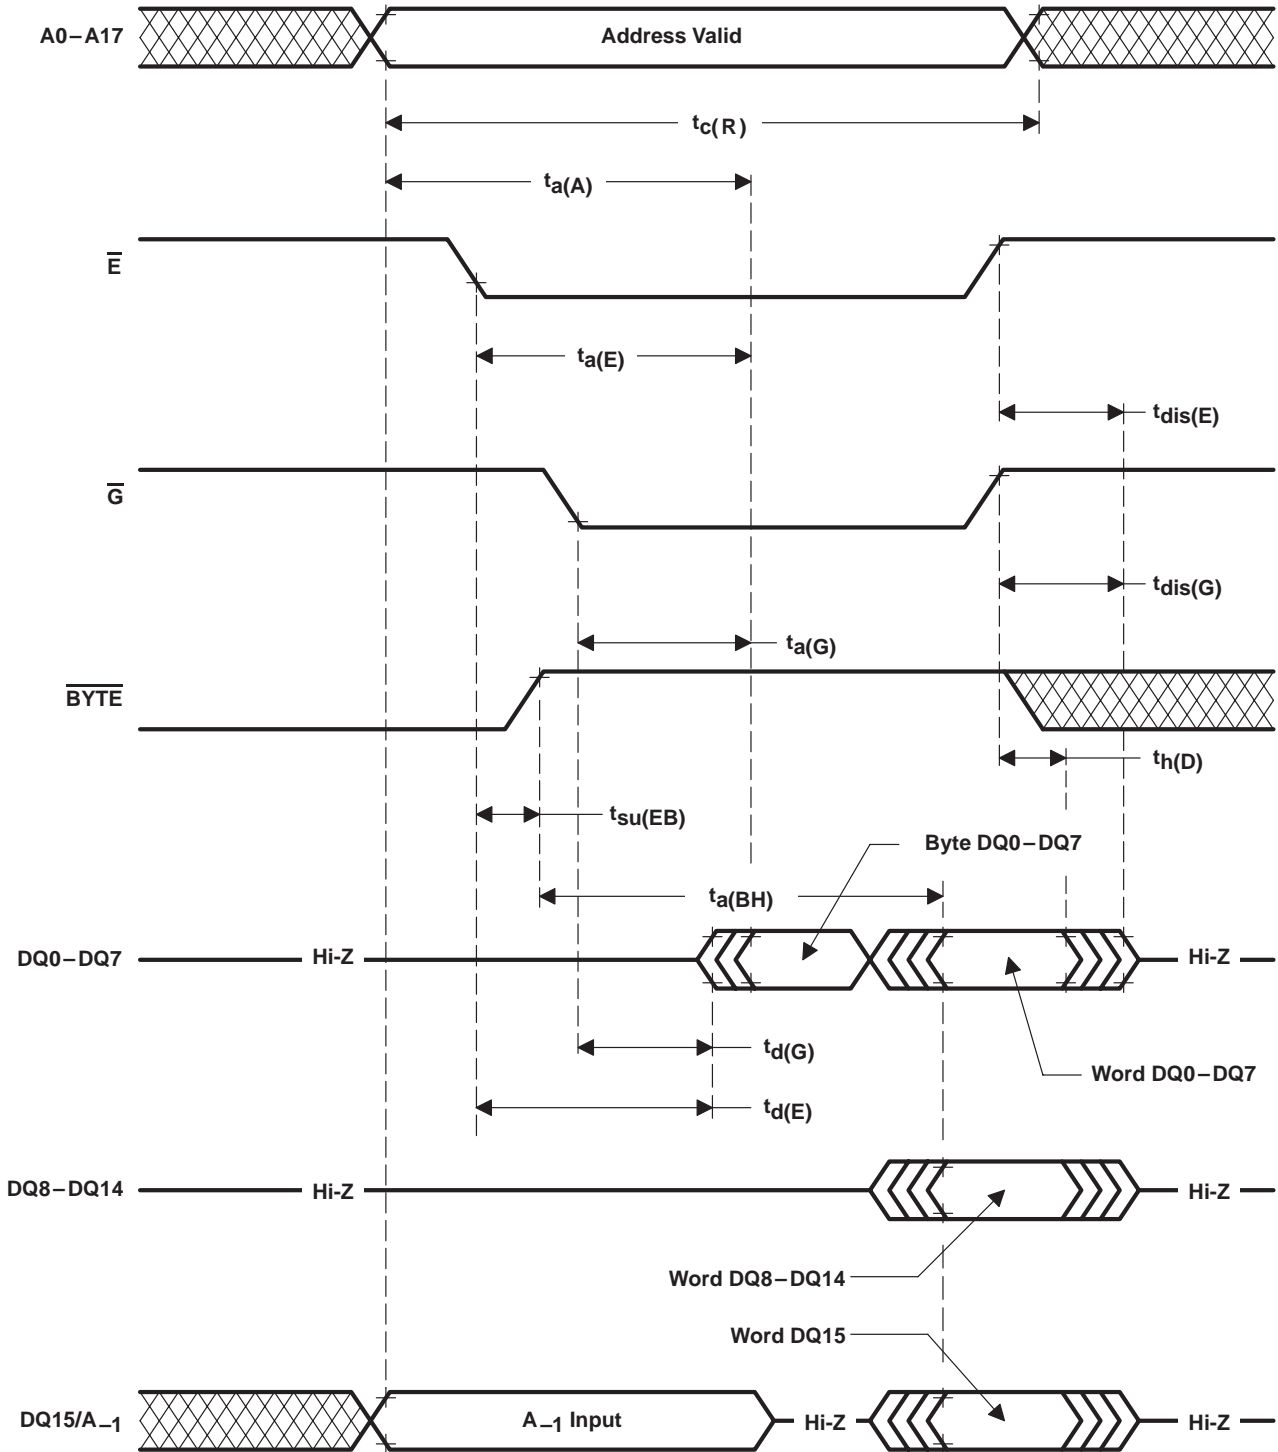 A0–A17
Address Valid
tc(R)
ta(A)
E
ta(E)
tdis(E)
G
tdis(G)
ta(G)
BYTE
th(D)
tsu(EB)
Byte DQ0–DQ7
ta(BH)
DQ0–DQ7 Hi-Z Hi-Z
td(G)
Word DQ0–DQ7
td(E)
DQ8–DQ14 Hi-Z Hi-Z
Word DQ8–DQ14
Word DQ15
DQ15/A–1 A–1 Input Hi-Z Hi-Z